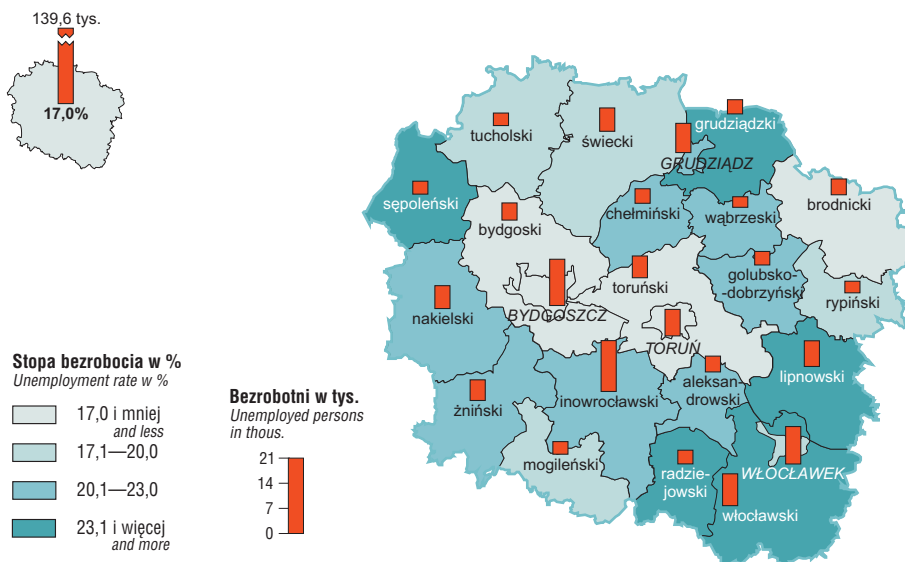 139,6 tys.
17,0%
tucholski
świecki
grudziądzki
GRUDZIĄDZ
sępoleński
bydgoski
chełmiński
wąbrzeski
brodnicki
nakielski
BYDGOSZCZ
toruński
golubsko-
-dobrzyński
rypiński
TORUŃ
żniński
inowrocławski
aleksan-
drowski
lipnowski
mogileński
radzie-
jowski
WŁOCŁAWEK
włocławski
Stopa bezrobocia w %
Unemployment rate w %
17,0 i mniej
and less
17,1—20,0
20,1—23,0
23,1 i więcej
and more
Bezrobotni w tys.
Unemployed persons
in thous.
21
14
7
0